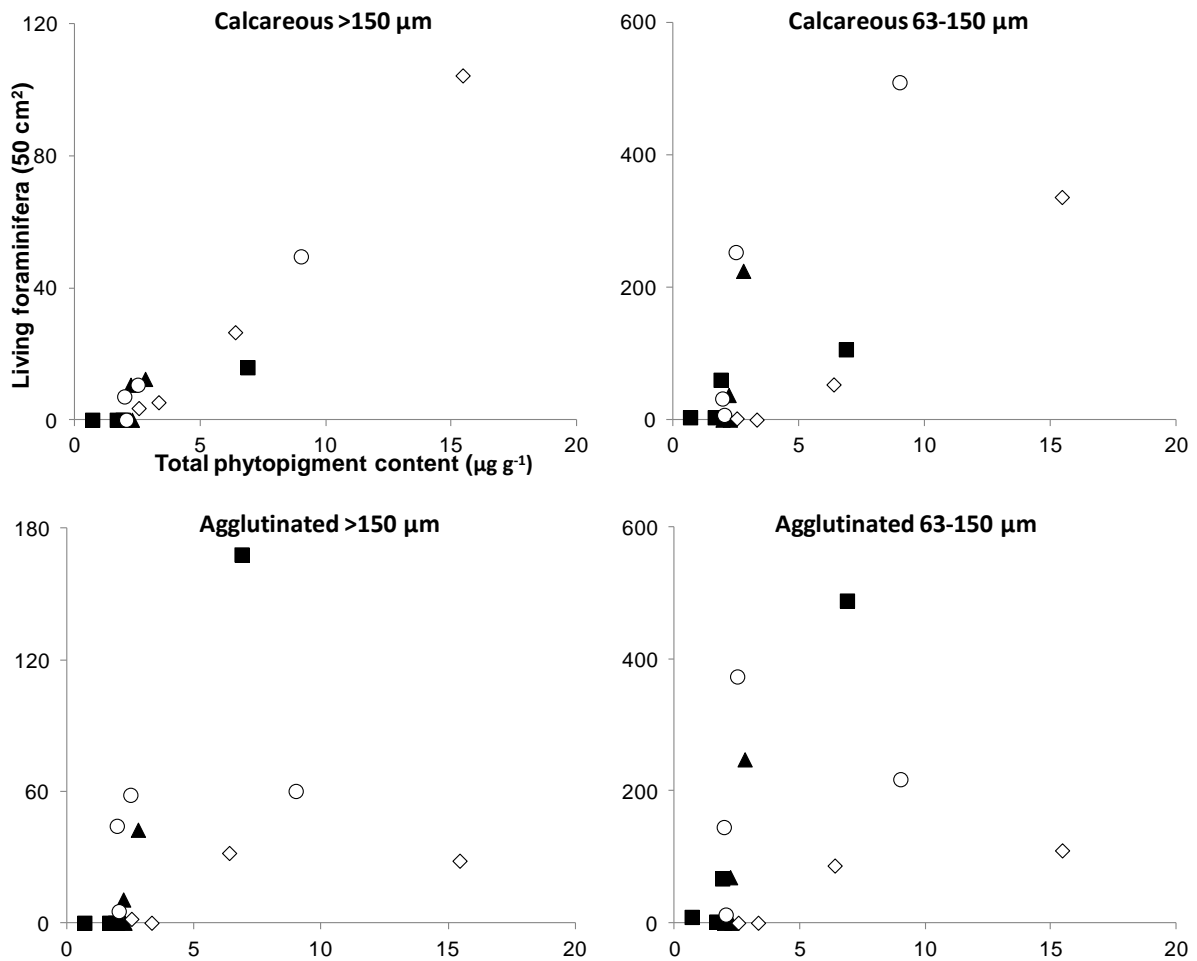 Calcareous >150 µm
120
80
40
0
0 5 10 15 20
Living foraminifera (50 cm²)
Total phytopigment content (µg g⁻¹)
Calcareous 63-150 µm
600
400
200
0
0 5 10 15 20
Agglutinated >150 µm
180
120
60
0
0 5 10 15 20
Agglutinated 63-150 µm
600
400
200
0
0 5 10 15 20